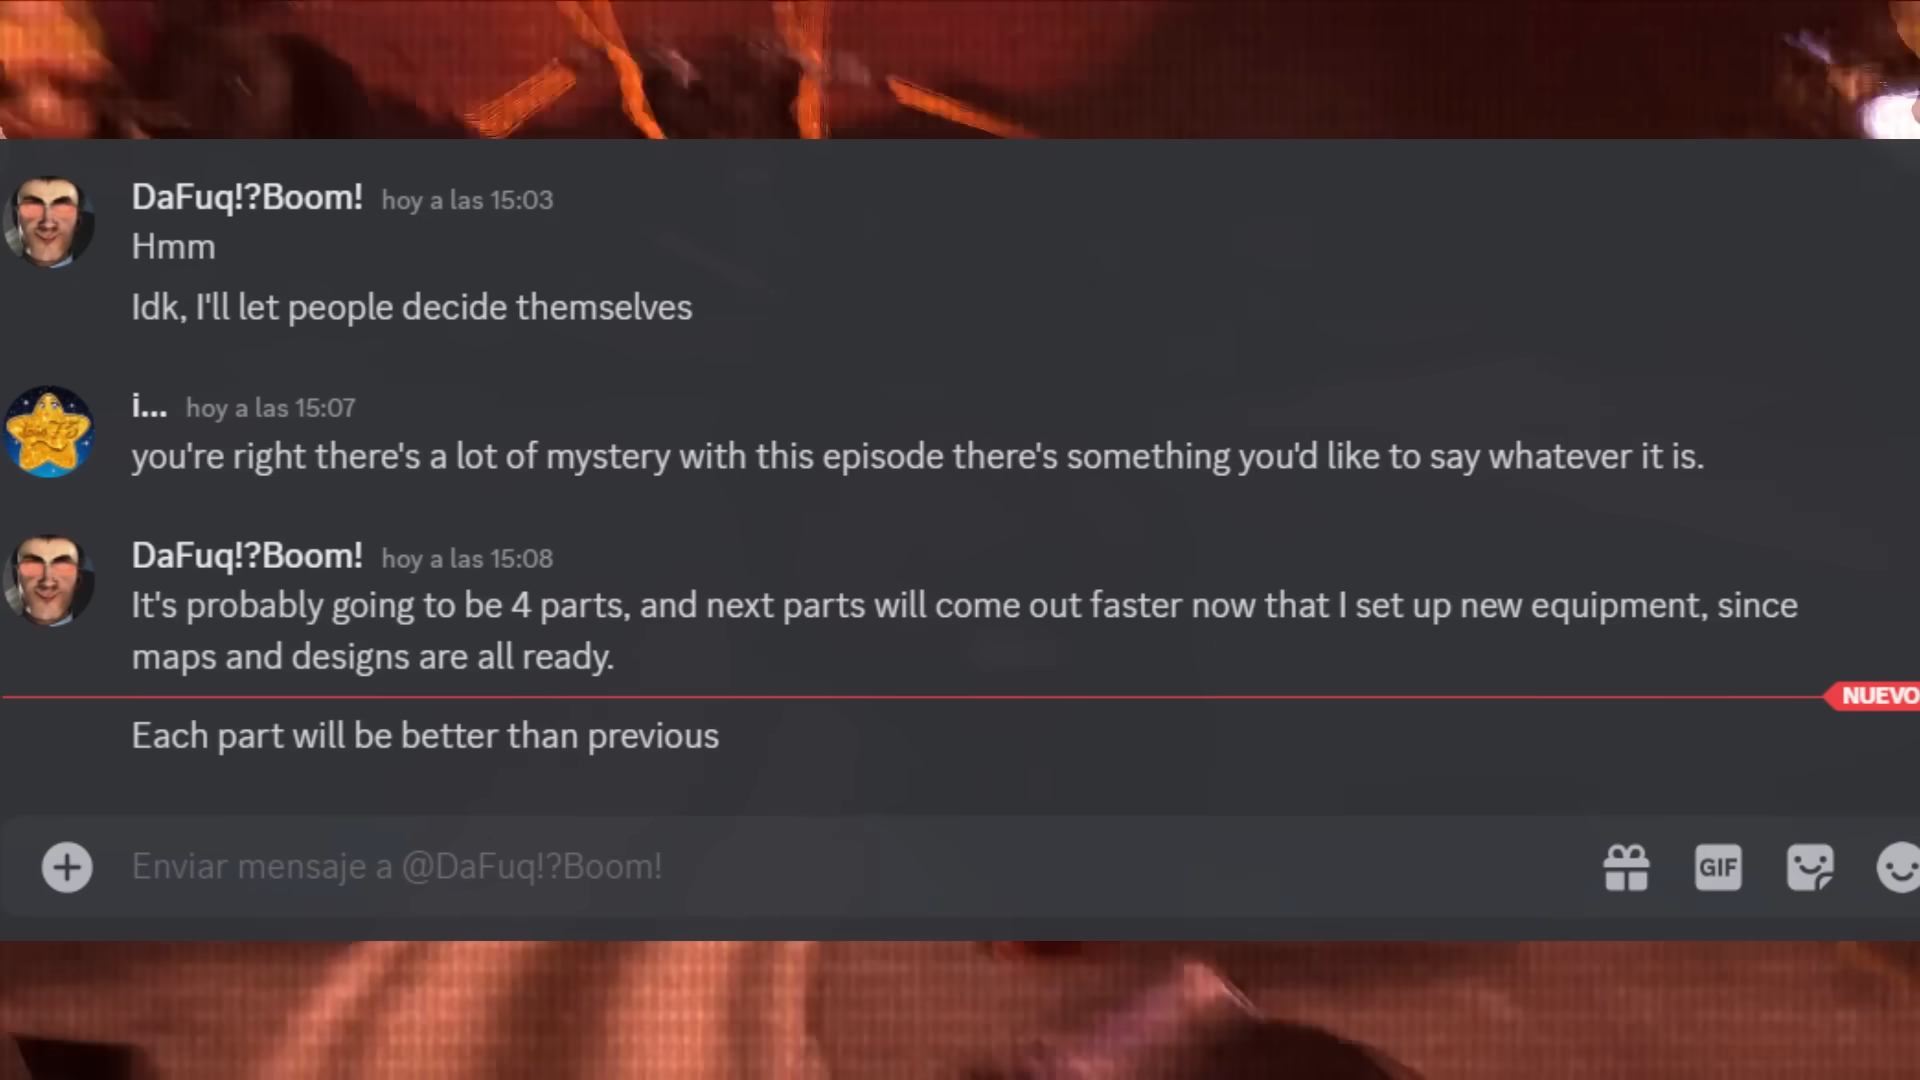 DaFuq!?Boom! hoy a las 15:03
Hmm
Idk, I'll let people decide themselves
i... hoy a las 15:07
you're right there's a lot of mystery with this episode there's something you'd like to say whatever it is.
DaFuq!?Boom! hoy a las 15:08
It's probably going to be 4 parts, and next parts will come out faster now that I set up new equipment, since
maps and designs are all ready.
NUEVO
Each part will be better than previous
Enviar mensaje a @DaFuq!?Boom!
GIF